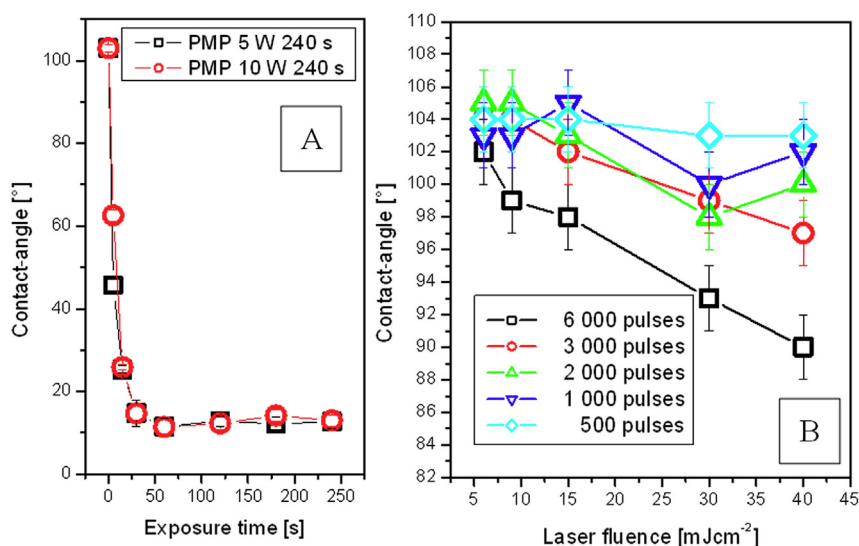 PMP 5 W 240 s
PMP 10 W 240 s
A
Contact-angle [°]
100
80
60
40
20
0
0 50 100 150 200 250
Exposure time [s]
Contact-angle [°]
110
108
106
104
102
100
98
96
94
92
90
88
86
84
82
6 000 pulses
3 000 pulses
2 000 pulses
1 000 pulses
500 pulses
B
5 10 15 20 25 30 35 40 45
Laser fluence [mJcm⁻²]